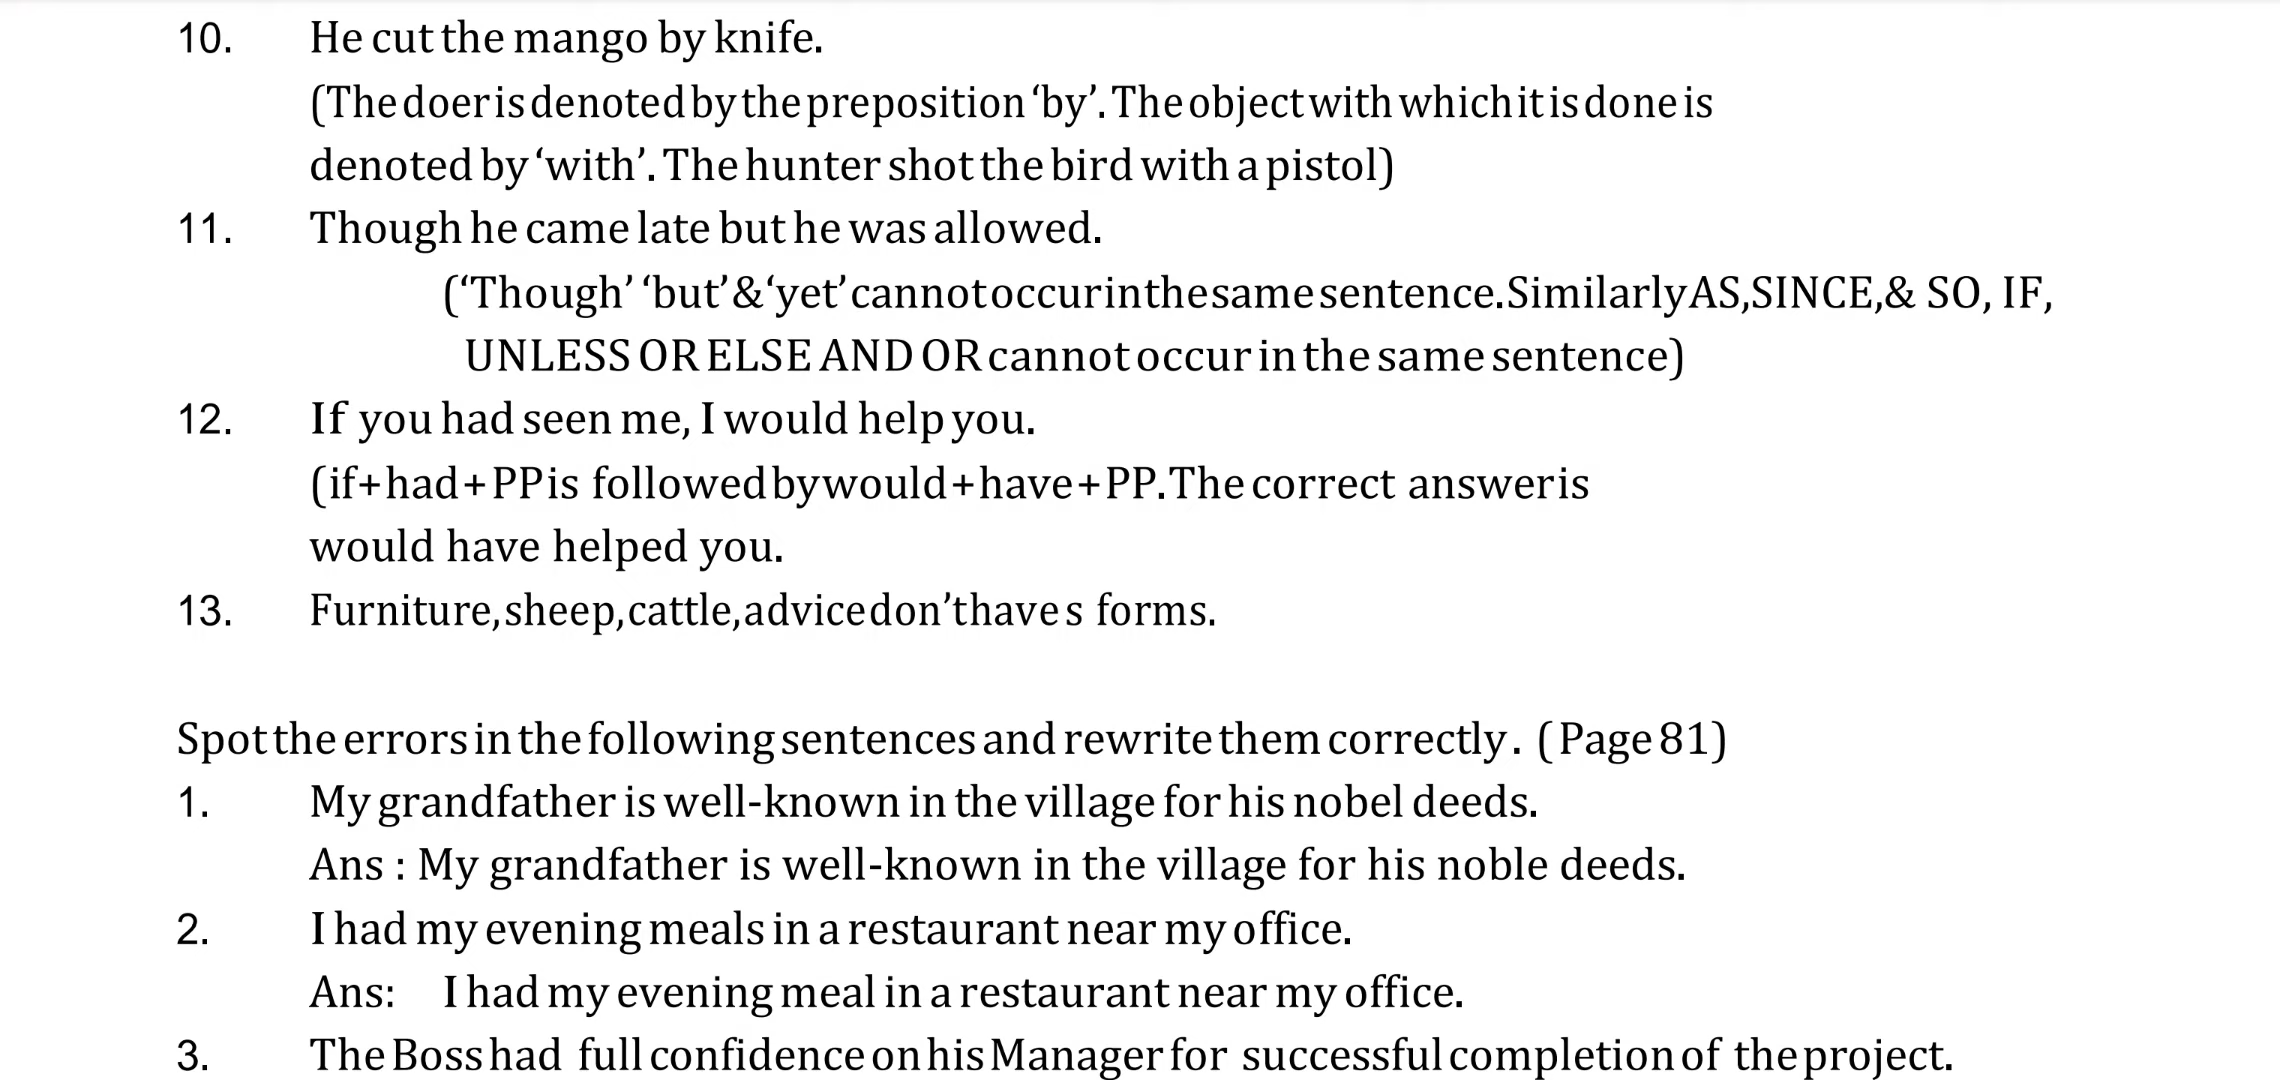 10. He cut the mango by knife.
(The doer is denoted by the preposition ‘by’. The object with which it is done is
denoted by ‘with’. The hunter shot the bird with a pistol)
11. Though he came late but he was allowed.
(‘Though’ ‘but’ & ‘yet’ cannot occur in the same sentence. Similarly AS, SINCE, & SO, IF,
UNLESS OR ELSE AND OR cannot occur in the same sentence)
12. If you had seen me, I would help you.
(if+had+PP is followed by would+have+PP. The correct answer is
would have helped you.
13. Furniture, sheep, cattle, advice don’t have s forms.
Spot the errors in the following sentences and rewrite them correctly. (Page 81)
1. My grandfather is well-known in the village for his nobel deeds.
Ans : My grandfather is well-known in the village for his noble deeds.
2. I had my evening meals in a restaurant near my office.
Ans: I had my evening meal in a restaurant near my office.
3. The Boss had full confidence on his Manager for successful completion of the project.